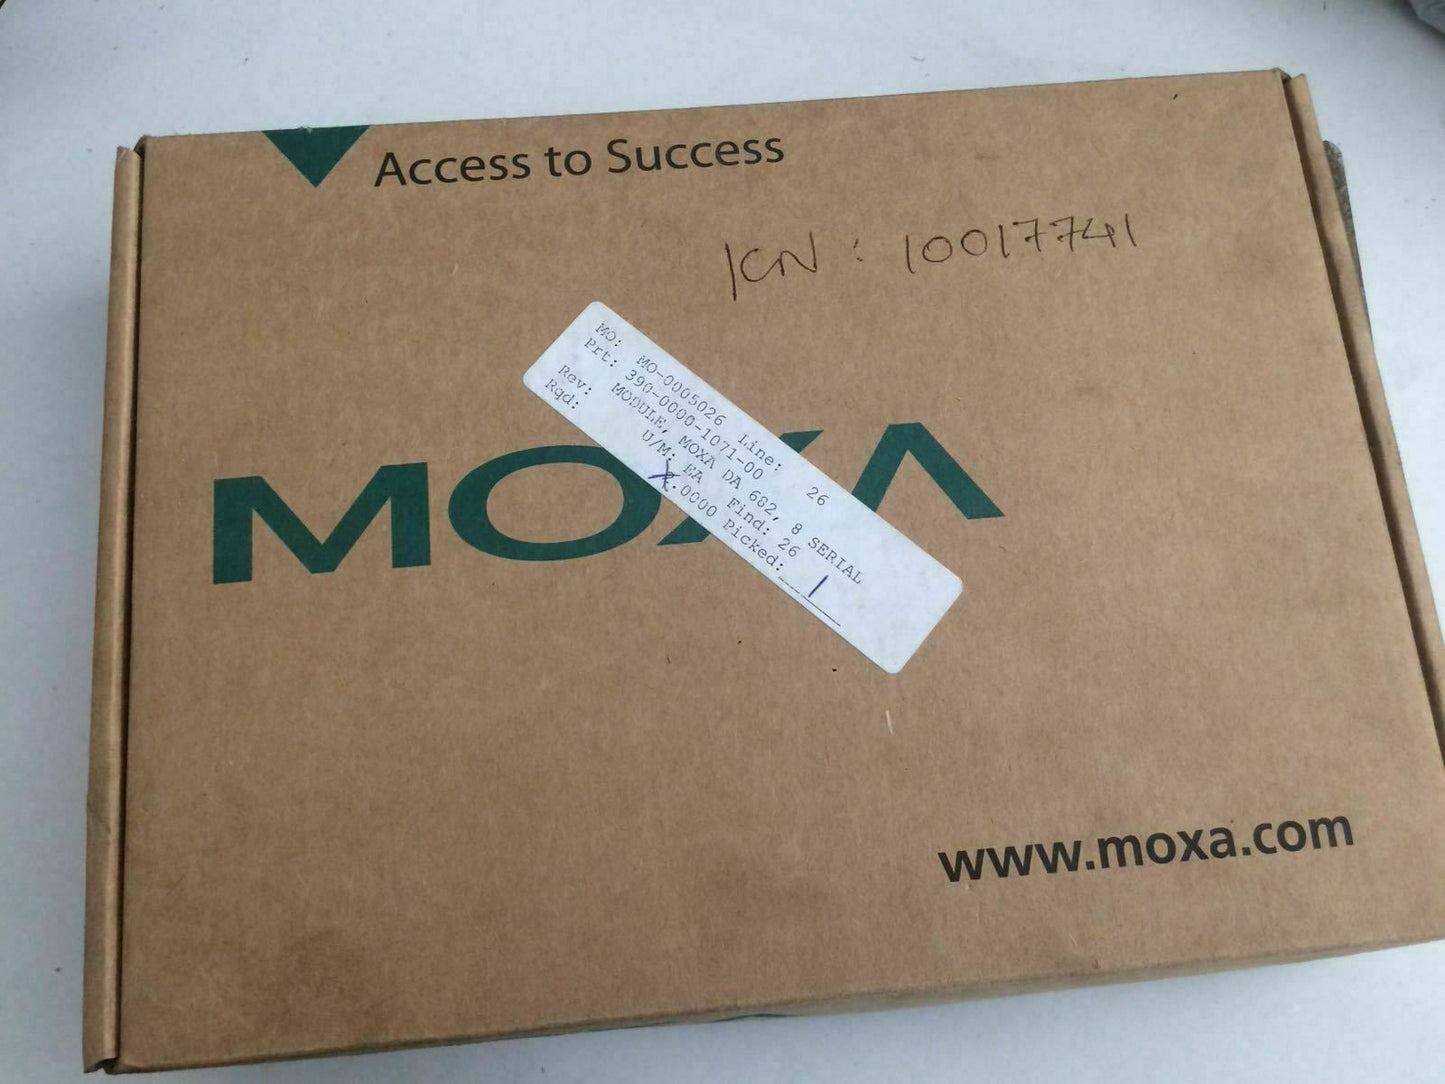 Access to Success
ICN : 10017741
MO: MO-0005026 Line: 26
Prt: 390-0000-1071-00
MODULE, MOXA DA 682, 8 SERIAL
Rev: U/M: EA Find: 26
Rqd: .0000 Picked: 1
MOXA
www.moxa.com